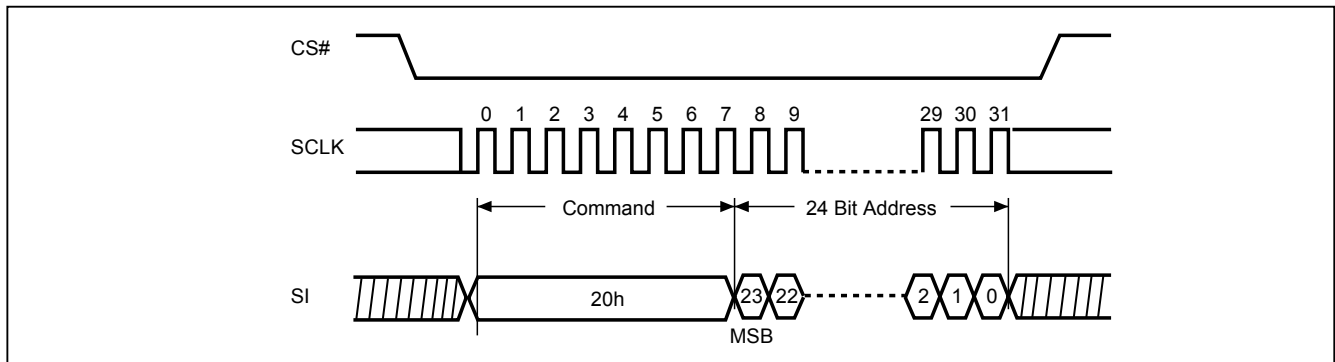 CS#
0 1 2 3 4 5 6 7 8 9 29 30 31
SCLK
Command 24 Bit Address
SI 20h 23 22 2 1 0
MSB